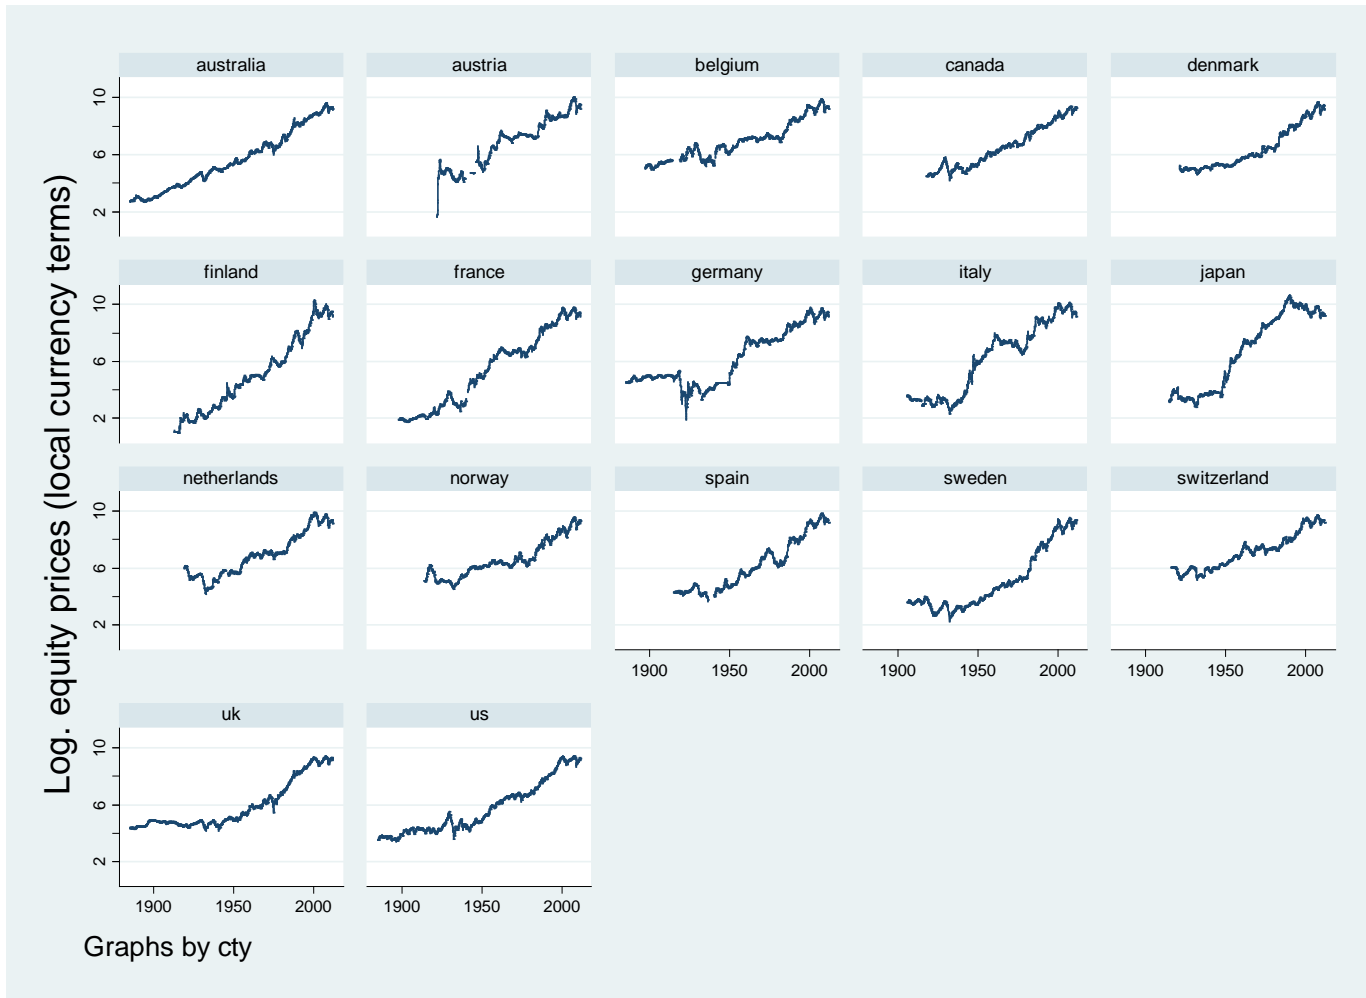 Log. equity prices (local currency terms)
australia austria belgium canada denmark
10
6
2
finland france germany italy japan
10
6
2
netherlands norway spain sweden switzerland
10
6
2
1900 1950 2000 1900 1950 2000 1900 1950 2000
uk us
10
6
2
1900 1950 2000 1900 1950 2000
Graphs by cty